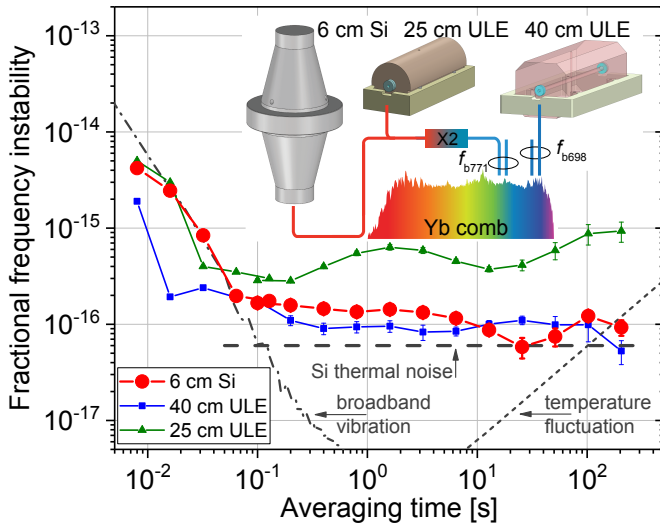 6 cm Si 25 cm ULE 40 cm ULE
X2
f_b771
f_b698
Yb comb
10^-13
10^-14
10^-15
10^-16
10^-17
Fractional frequency instability
Si thermal noise
broadband
vibration
temperature
fluctuation
6 cm Si
40 cm ULE
25 cm ULE
10^-2 10^-1 10^0 10^1 10^2
Averaging time [s]